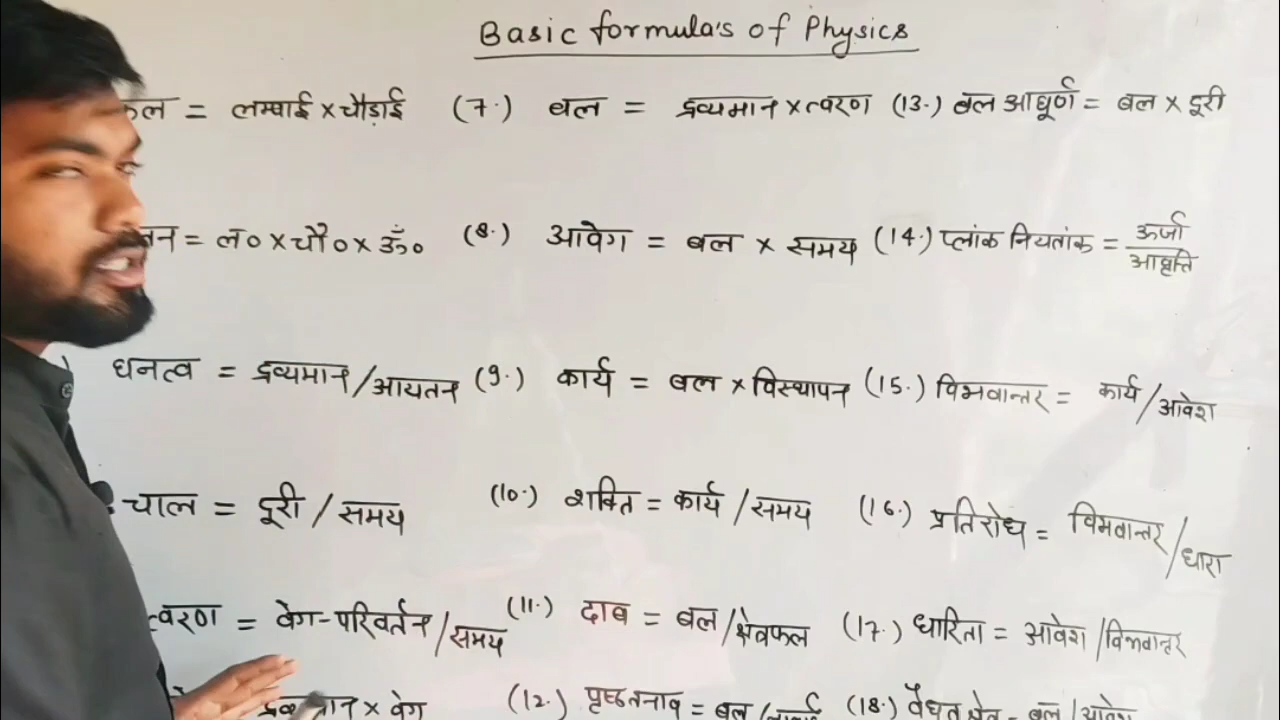 Basic formula's of Physics
= लम्बाई × चौड़ाई (7.) बल = द्रव्यमान × त्वरण (13.) बल आघूर्ण = बल × दूरी
= ल० × चौ० × ऊँ० (8.) आवेग = बल × समय (14.) प्लांक नियतांक = ऊर्जा / आवृत्ति
घनत्व = द्रव्यमान / आयतन (9.) कार्य = बल × विस्थापन (15.) विभवान्तर = कार्य / आवेश
चाल = दूरी / समय (10.) शक्ति = कार्य / समय (16.) प्रतिरोध = विभवान्तर / धारा
त्वरण = वेग-परिवर्तन / समय (11.) दाब = बल / क्षेत्रफल (17.) धारिता = आवेश / विभवान्तर
× वेग (12.) पृष्ठतनाव = बल / (18.) = बल / आवेश